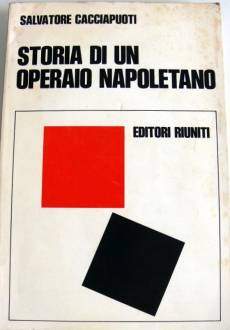 SALVATORE CACCIAPUOTI
STORIA DI UN
OPERAIO NAPOLETANO
EDITORI RIUNITI